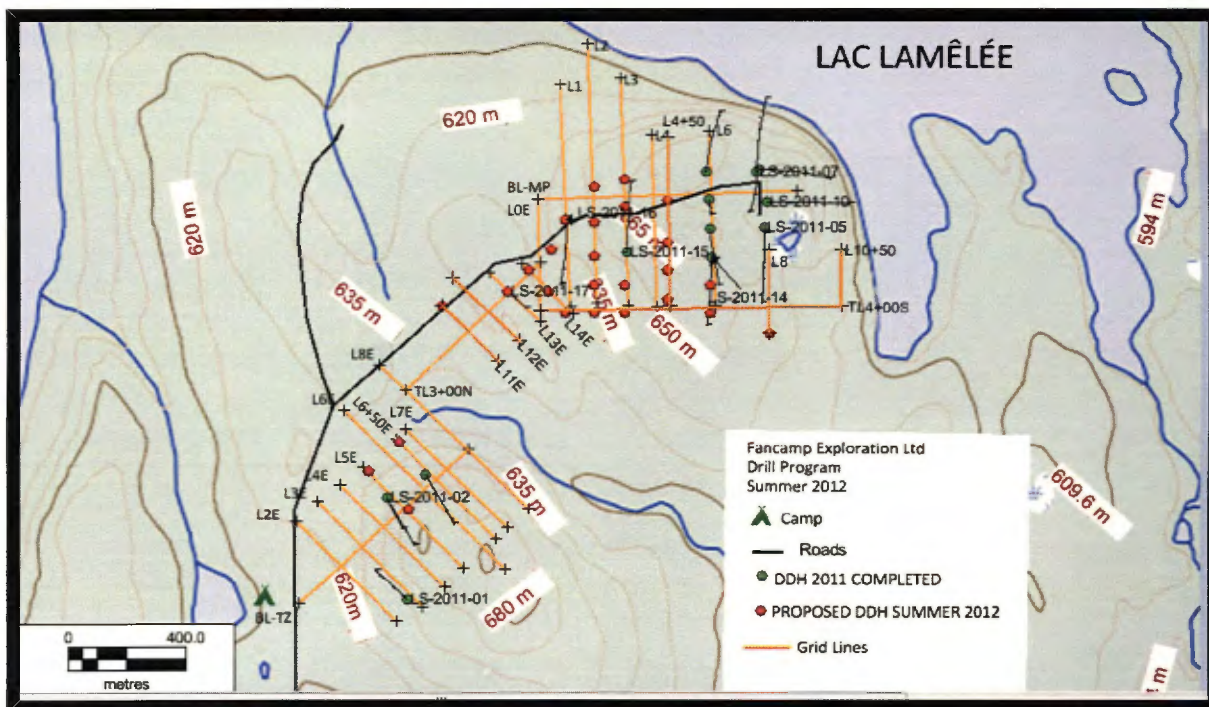 LAC LAMÊLÉE
L2
L1
L3
620 m
L4+50
L6
L4
LS-2011-07
BL-MP
L0E
LS-2011-10
594 m
620 m
LS-2011-05
LS-2011-15
L8
L10+50
LS-2011-17
S-2011-14
TL4+00S
635 m
L14E
L13E
650 m
L12E
L11E
L8E
TL3+00N
L6+50E
L7E
L5E
L4E
L3E
L2E
LS-2011-02
635 m
609.6 m
LS-2011-01
620m
680 m
BL-TZ
Fancamp Exploration Ltd
Drill Program
Summer 2012
Camp
Roads
DDH 2011 COMPLETED
PROPOSED DDH SUMMER 2012
Grid Lines
0 400.0
metres